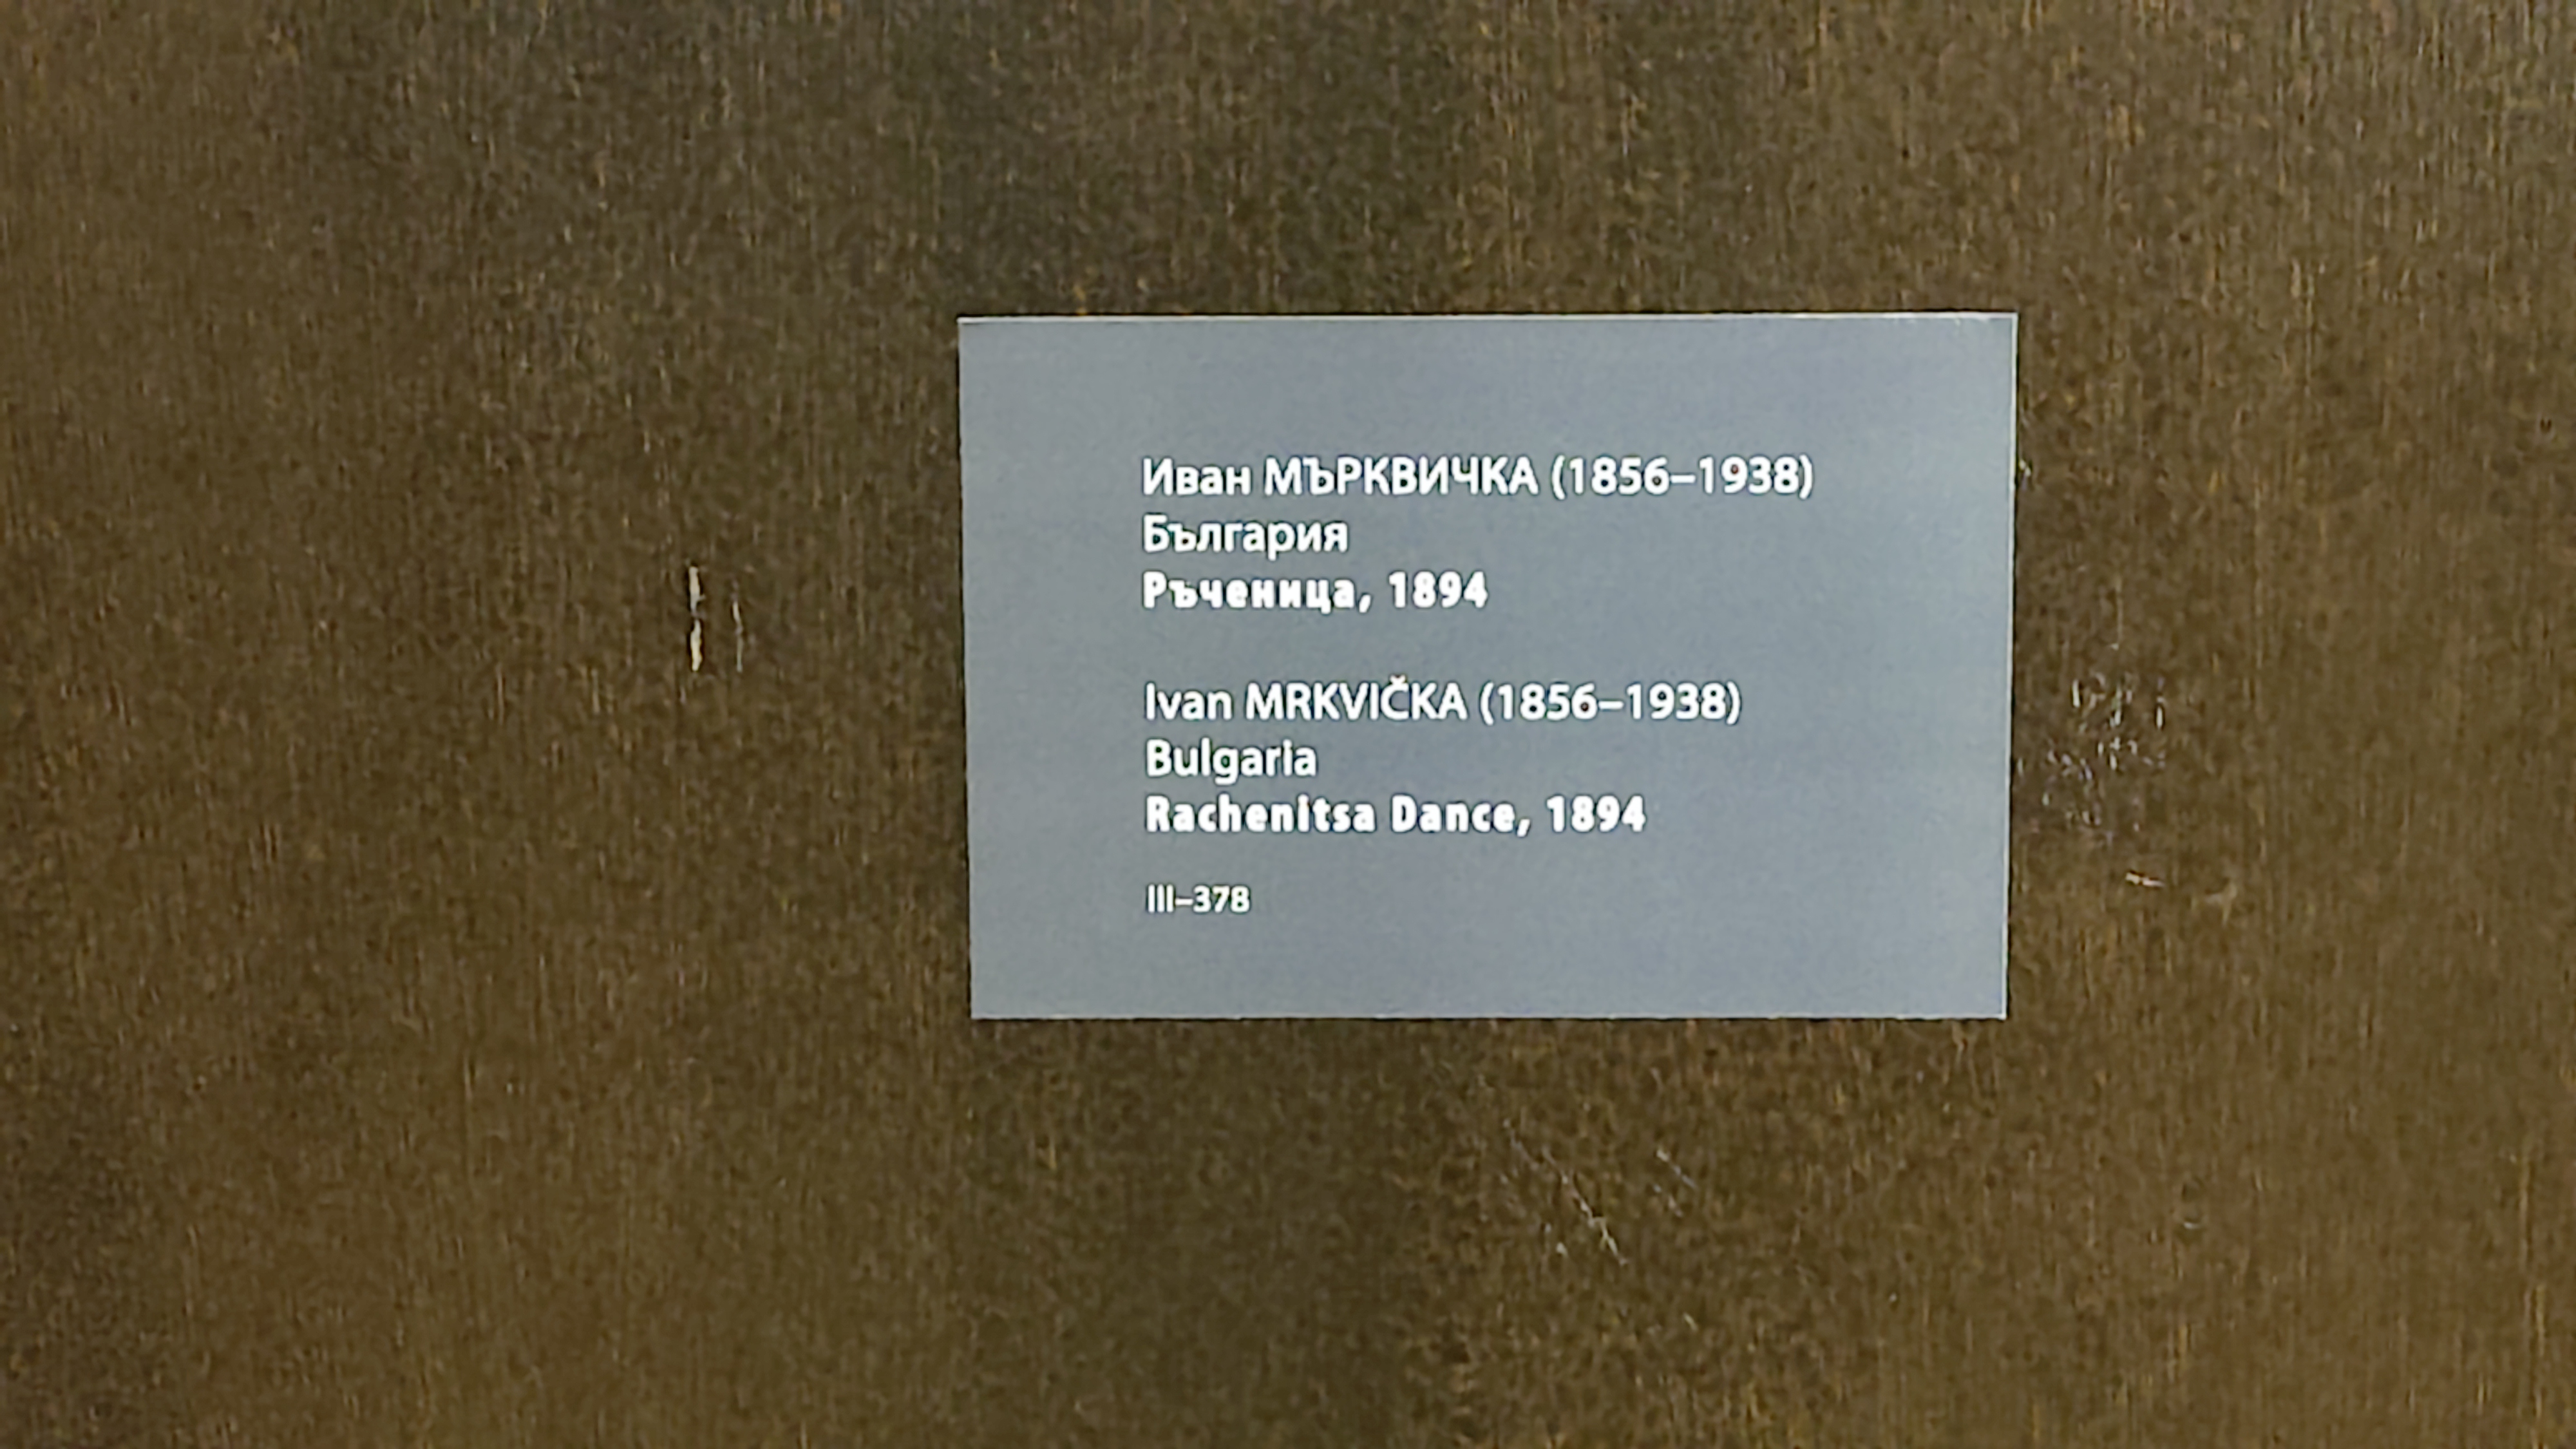 Иван МЪРКВИЧКА (1856–1938)
България
Ръченица, 1894
Ivan MRKVIČKA (1856–1938)
Bulgaria
Rachenitsa Dance, 1894
III–378